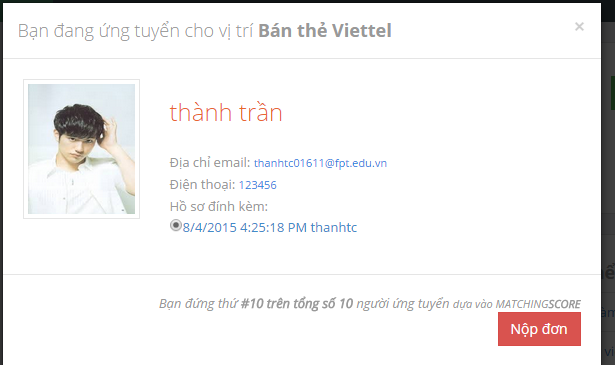 Bạn đang ứng tuyển cho vị trí Bán thẻ Viettel ×
thành trần
Địa chỉ email: thanhtc01611@fpt.edu.vn
Điện thoại: 123456
Hồ sơ đính kèm:
8/4/2015 4:25:18 PM thanhtc
Bạn đứng thứ #10 trên tổng số 10 người ứng tuyển dựa vào MATCHINGSCORE
Nộp đơn